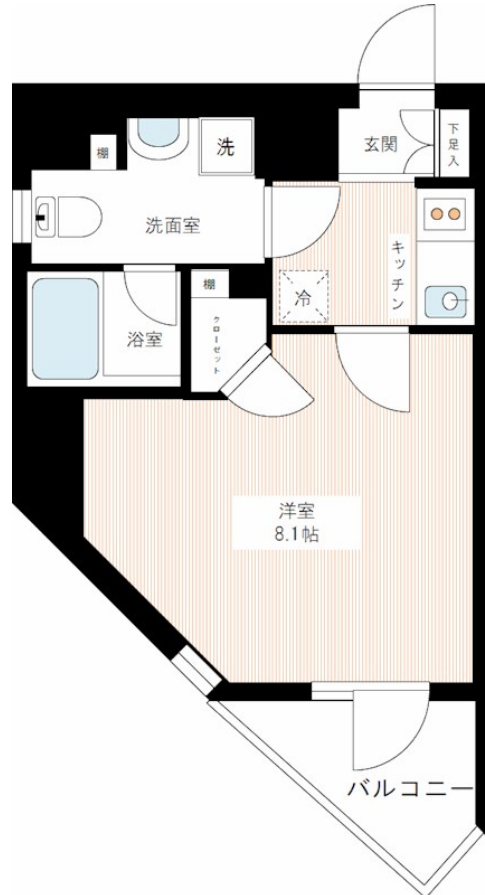 玄関
下足入
棚
洗
洗面室
キッチン
棚
冷
クローゼット
浴室
洋室
8.1帖
バルコニー